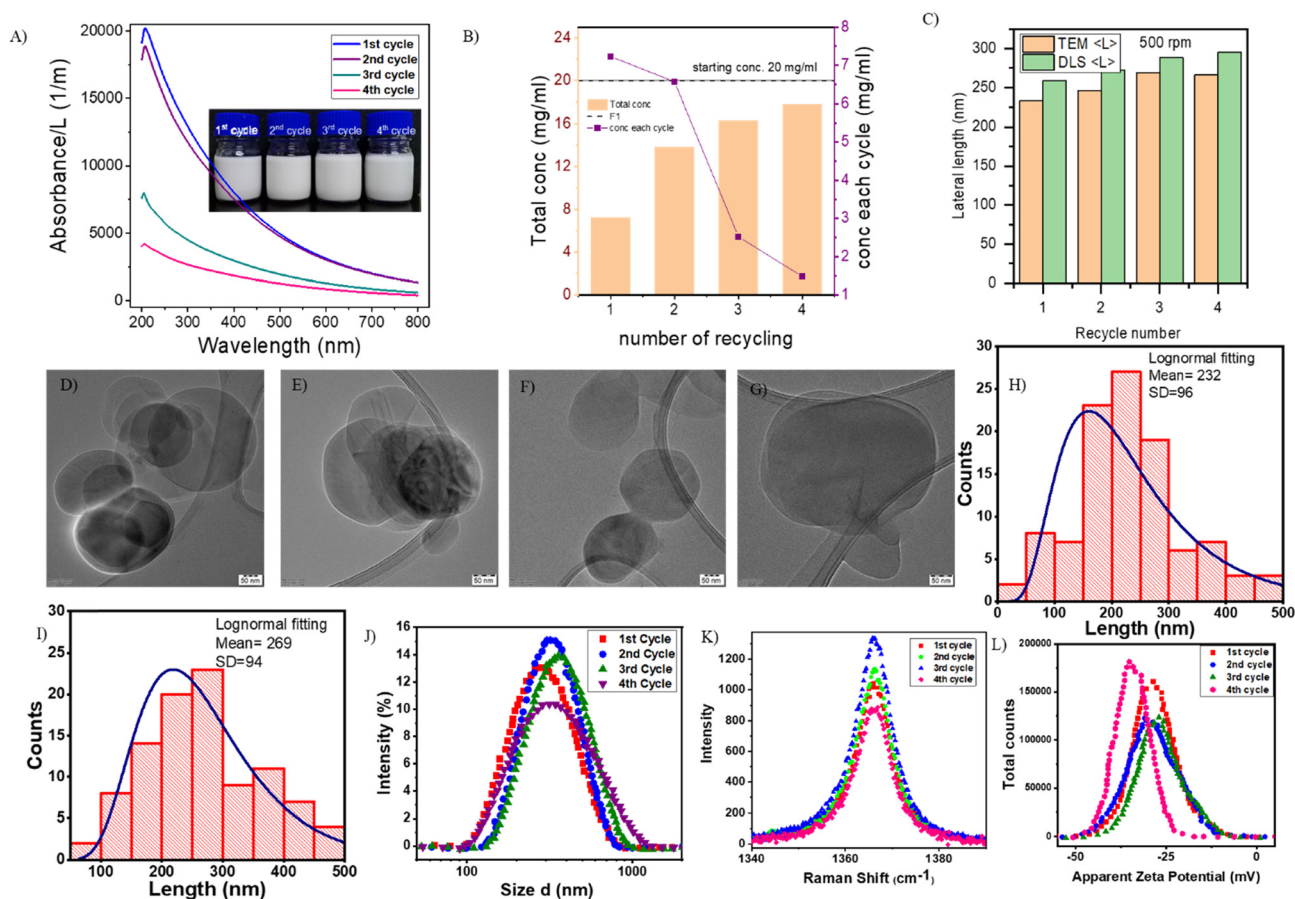 A)
Absorbance/L (1/m)
20000
15000
10000
5000
0
200 300 400 500 600 700 800
Wavelength (nm)
1st cycle
2nd cycle
3rd cycle
4th cycle
1st cycle 2nd cycle 3rd cycle 4th cycle
B)
Total conc (mg/ml)
24
20
16
12
8
4
0
starting conc. 20 mg/ml
Total conc
F1
conc each cycle
8
7
6
5
4
3
2
1
conc each cycle (mg/ml)
1 2 3 4
number of recycling
C)
Lateral length (nm)
300
250
200
150
100
50
0
TEM <L>
DLS <L>
500 rpm
1 2 3 4
Recycle number
D)
50 nm
E)
50 nm
F)
50 nm
G)
50 nm
H)
Counts
30
25
20
15
10
5
0
Lognormal fitting
Mean= 232
SD=96
0 100 200 300 400 500
Length (nm)
I)
Counts
30
25
20
15
10
5
0
Lognormal fitting
Mean= 269
SD=94
100 200 300 400 500
Length (nm)
J)
Intensity (%)
16
14
12
10
8
6
4
2
0
1st Cycle
2nd Cycle
3rd Cycle
4th Cycle
100 1000
Size d (nm)
K)
Intensity
1200
1000
800
600
400
200
0
1st cycle
2nd cycle
3rd cycle
4th cycle
1340 1360 1380
Raman Shift (cm-1)
L)
Total counts
200000
150000
100000
50000
0
1st cycle
2nd cycle
3rd cycle
4th cycle
-50 -25 0
Apparent Zeta Potential (mV)